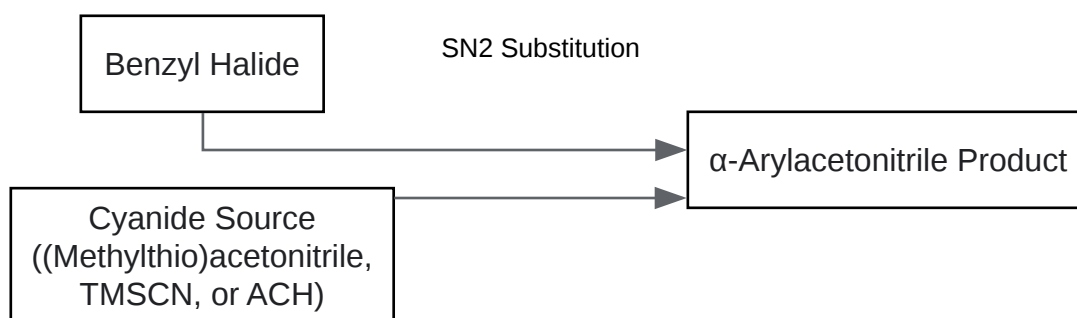 Benzyl Halide
SN2 Substitution
α-Arylacetonitrile Product
Cyanide Source
((Methylthio)acetonitrile,
TMSCN, or ACH)